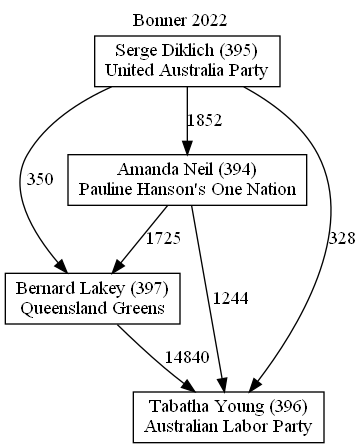 Bonner 2022
Serge Diklich (395)
United Australia Party
1852
Amanda Neil (394)
Pauline Hanson's One Nation
350
1725
328
Bernard Lakey (397)
Queensland Greens
1244
14840
Tabatha Young (396)
Australian Labor Party